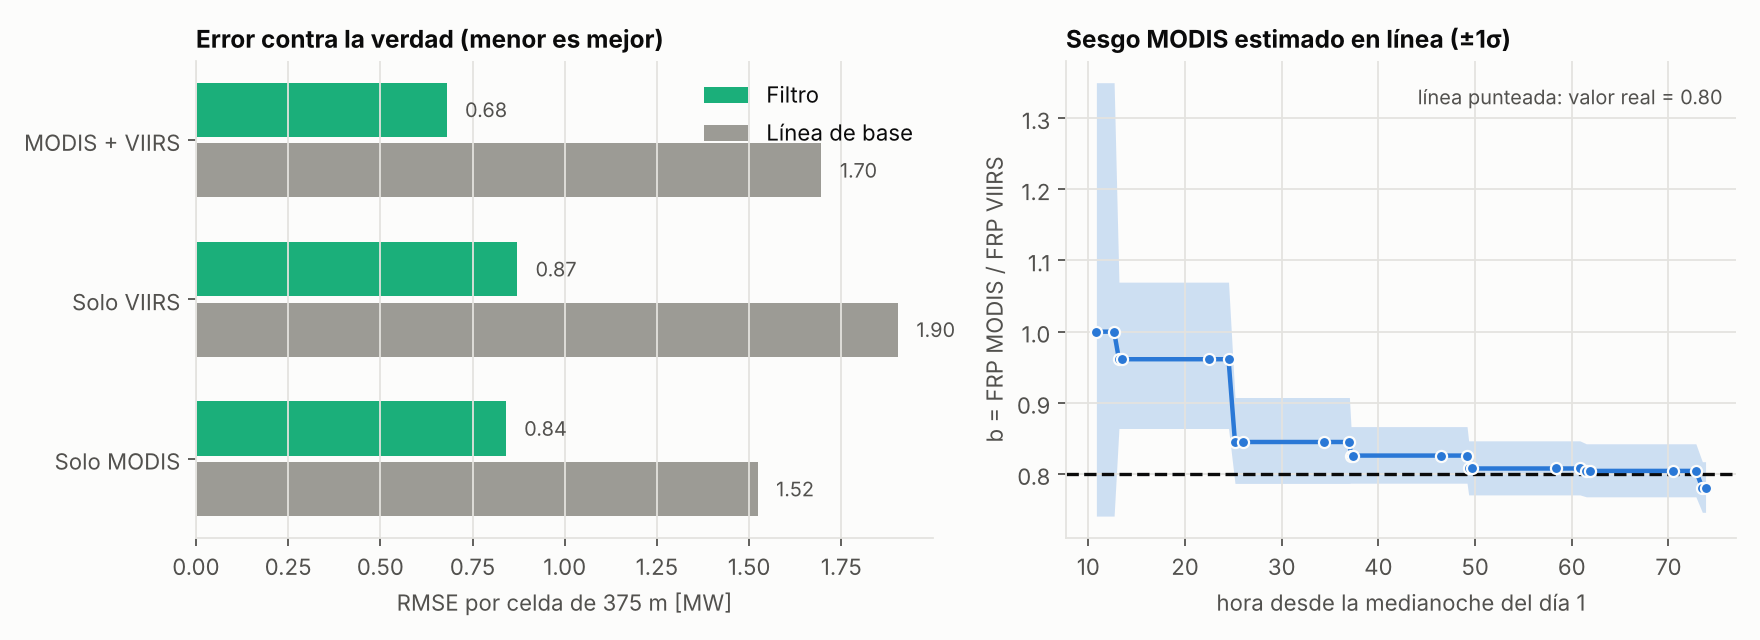 Error contra la verdad (menor es mejor)
Filtro
Línea de base
MODIS + VIIRS
0.68
1.70
Solo VIIRS
0.87
1.90
Solo MODIS
0.84
1.52
0.00 0.25 0.50 0.75 1.00 1.25 1.50 1.75
RMSE por celda de 375 m [MW]
Sesgo MODIS estimado en línea (±1σ)
línea punteada: valor real = 0.80
b = FRP MODIS / FRP VIIRS
1.3
1.2
1.1
1.0
0.9
0.8
10 20 30 40 50 60 70
hora desde la medianoche del día 1